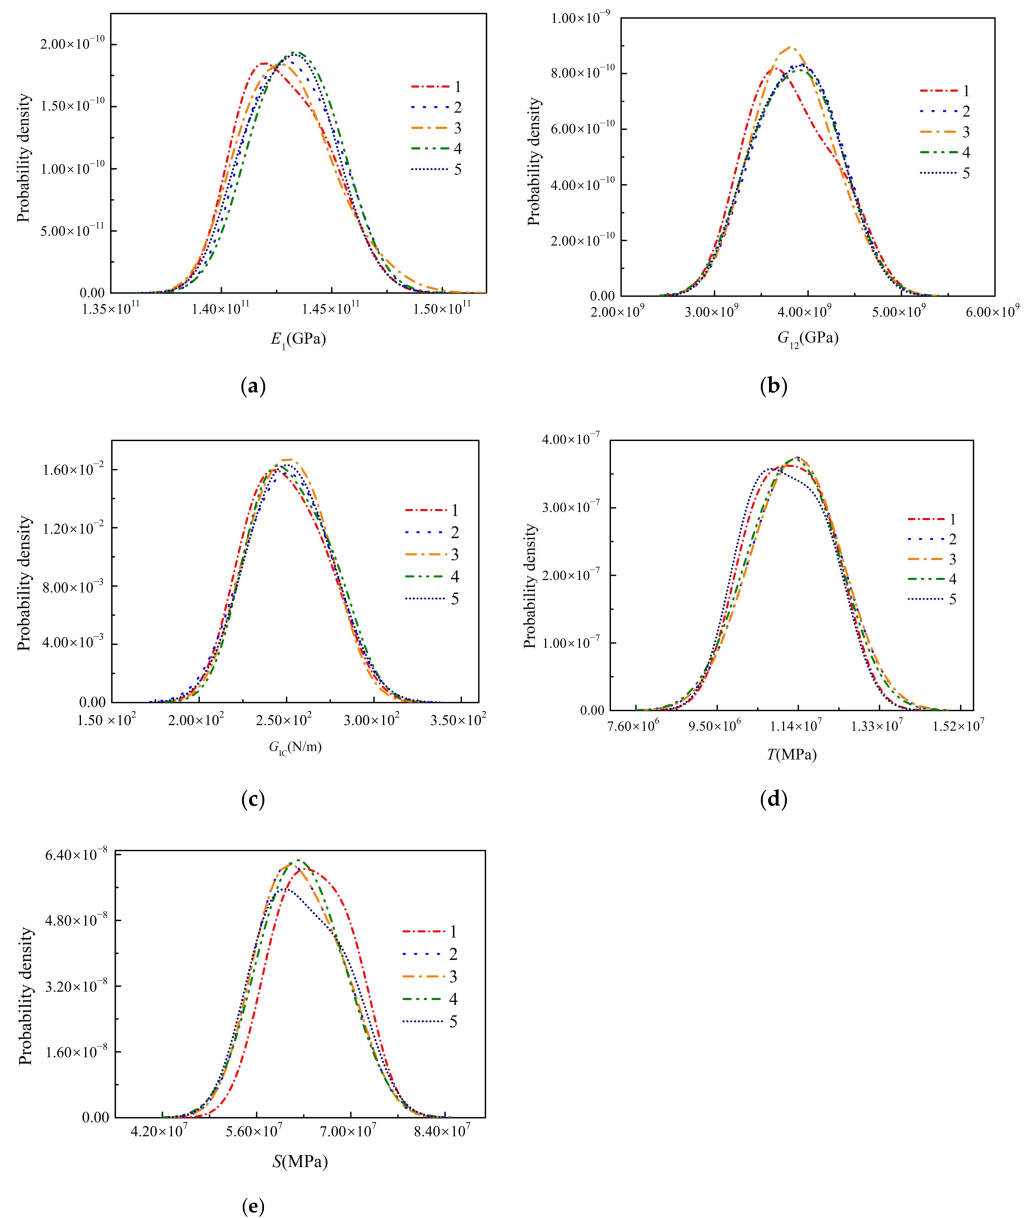 Probability density
2.00×10⁻¹⁰
1.50×10⁻¹⁰
1.00×10⁻¹⁰
5.00×10⁻¹¹
0.00
1.35×10¹¹ 1.40×10¹¹ 1.45×10¹¹ 1.50×10¹¹
E₁(GPa)
1
2
3
4
5
(a)
Probability density
1.00×10⁻⁹
8.00×10⁻¹⁰
6.00×10⁻¹⁰
4.00×10⁻¹⁰
2.00×10⁻¹⁰
0.00
2.00×10⁹ 3.00×10⁹ 4.00×10⁹ 5.00×10⁹ 6.00×10⁹
G₁₂(GPa)
1
2
3
4
5
(b)
Probability density
1.60×10⁻²
1.20×10⁻²
8.00×10⁻³
4.00×10⁻³
0.00
1.50 ×10² 2.00×10² 2.50×10² 3.00×10² 3.50×10²
G_IC(N/m)
1
2
3
4
5
(c)
Probability density
4.00×10⁻⁷
3.00×10⁻⁷
2.00×10⁻⁷
1.00×10⁻⁷
0.00
7.60×10⁶ 9.50×10⁶ 1.14×10⁷ 1.33×10⁷ 1.52×10⁷
T(MPa)
1
2
3
4
5
(d)
Probability density
6.40×10⁻⁸
4.80×10⁻⁸
3.20×10⁻⁸
1.60×10⁻⁸
0.00
4.20×10⁷ 5.60×10⁷ 7.00×10⁷ 8.40×10⁷
S(MPa)
1
2
3
4
5
(e)